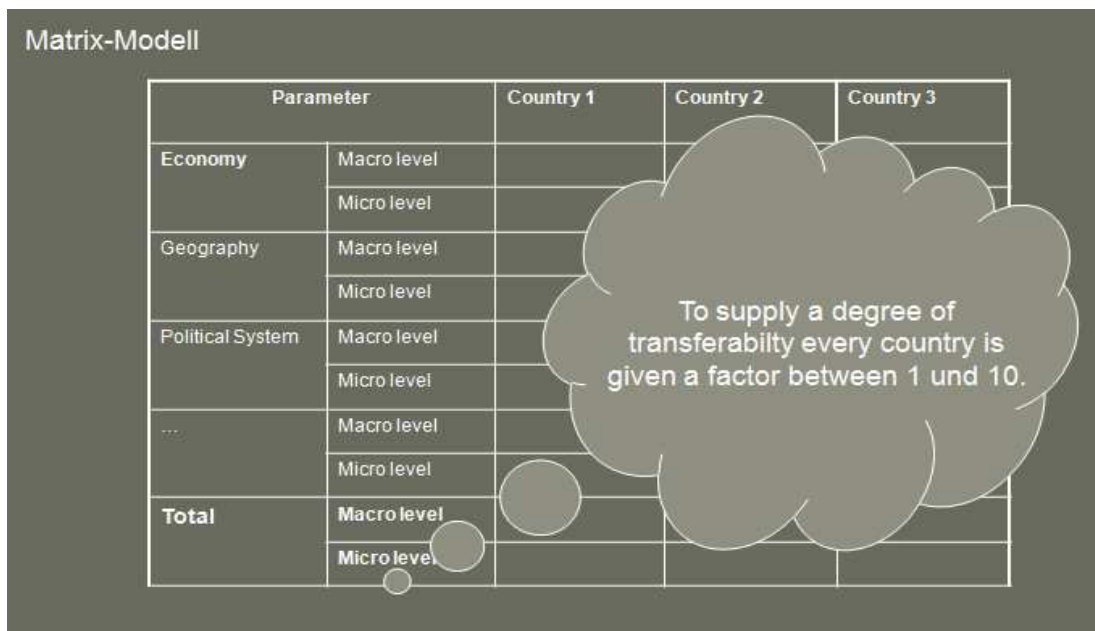 Matrix-Modell
Parameter Country 1 Country 2 Country 3
Economy Macro level
Micro level
Geography Macro level
Micro level
Political System Macro level
Micro level
... Macro level
Micro level
Total Macro level
Micro level
To supply a degree of
transferabilty every country is
given a factor between 1 und 10.